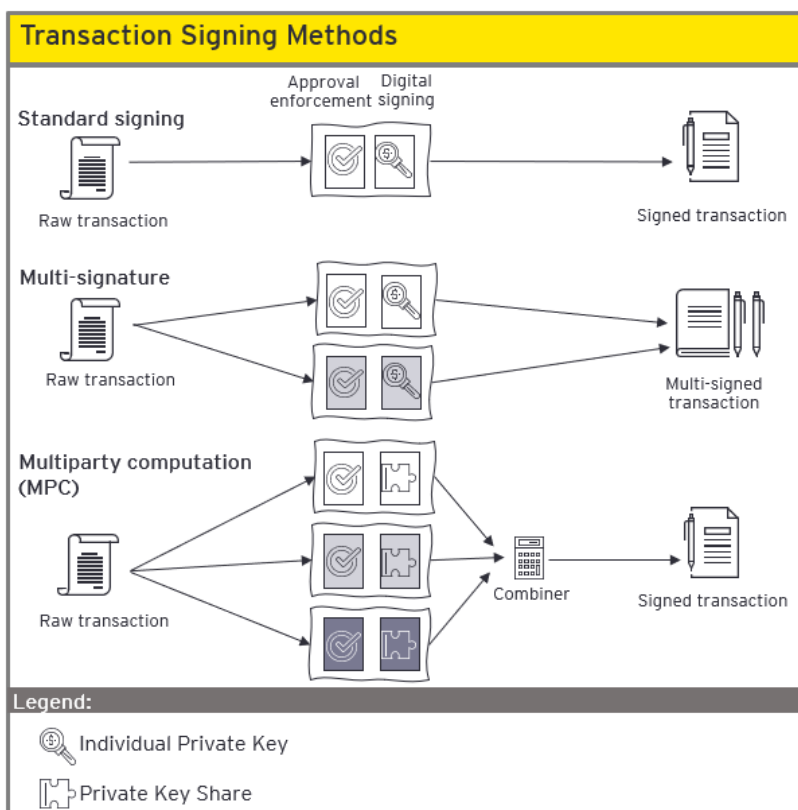 Transaction Signing Methods
Approval
enforcement
Digital
signing
Standard signing
Raw transaction
Signed transaction
Multi-signature
Raw transaction
Multi-signed
transaction
Multiparty computation
(MPC)
Raw transaction
Combiner
Signed transaction
Legend:
Individual Private Key
Private Key Share